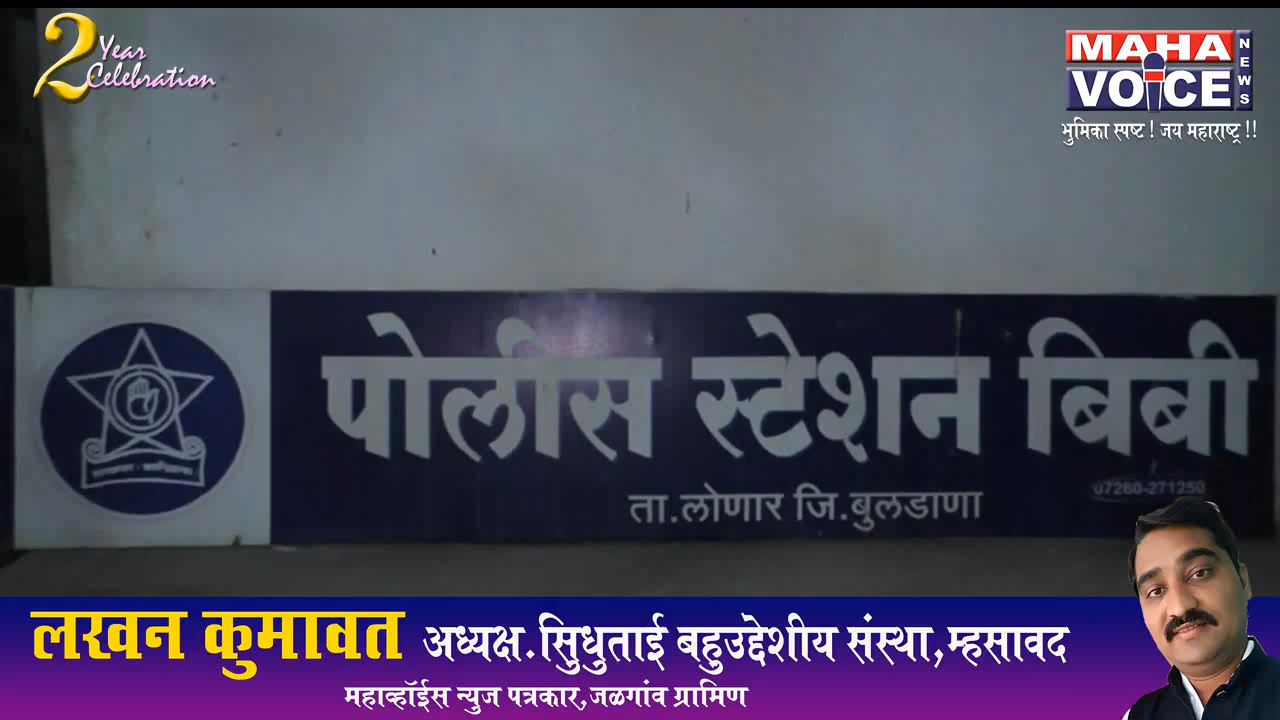 2 Year
Celebration
MAHA
VOICE
NEWS
भुमिका स्पष्ट ! जय महाराष्ट्र !!
पोलीस स्टेशन बिबी
ता.लोणार जि.बुलडाणा
07260-271250
लखन कुमावत अध्यक्ष.सिंधुताई बहुउद्देशीय संस्था,म्हसावद
महाव्हॉईस न्युज पत्रकार,जळगांव ग्रामिण